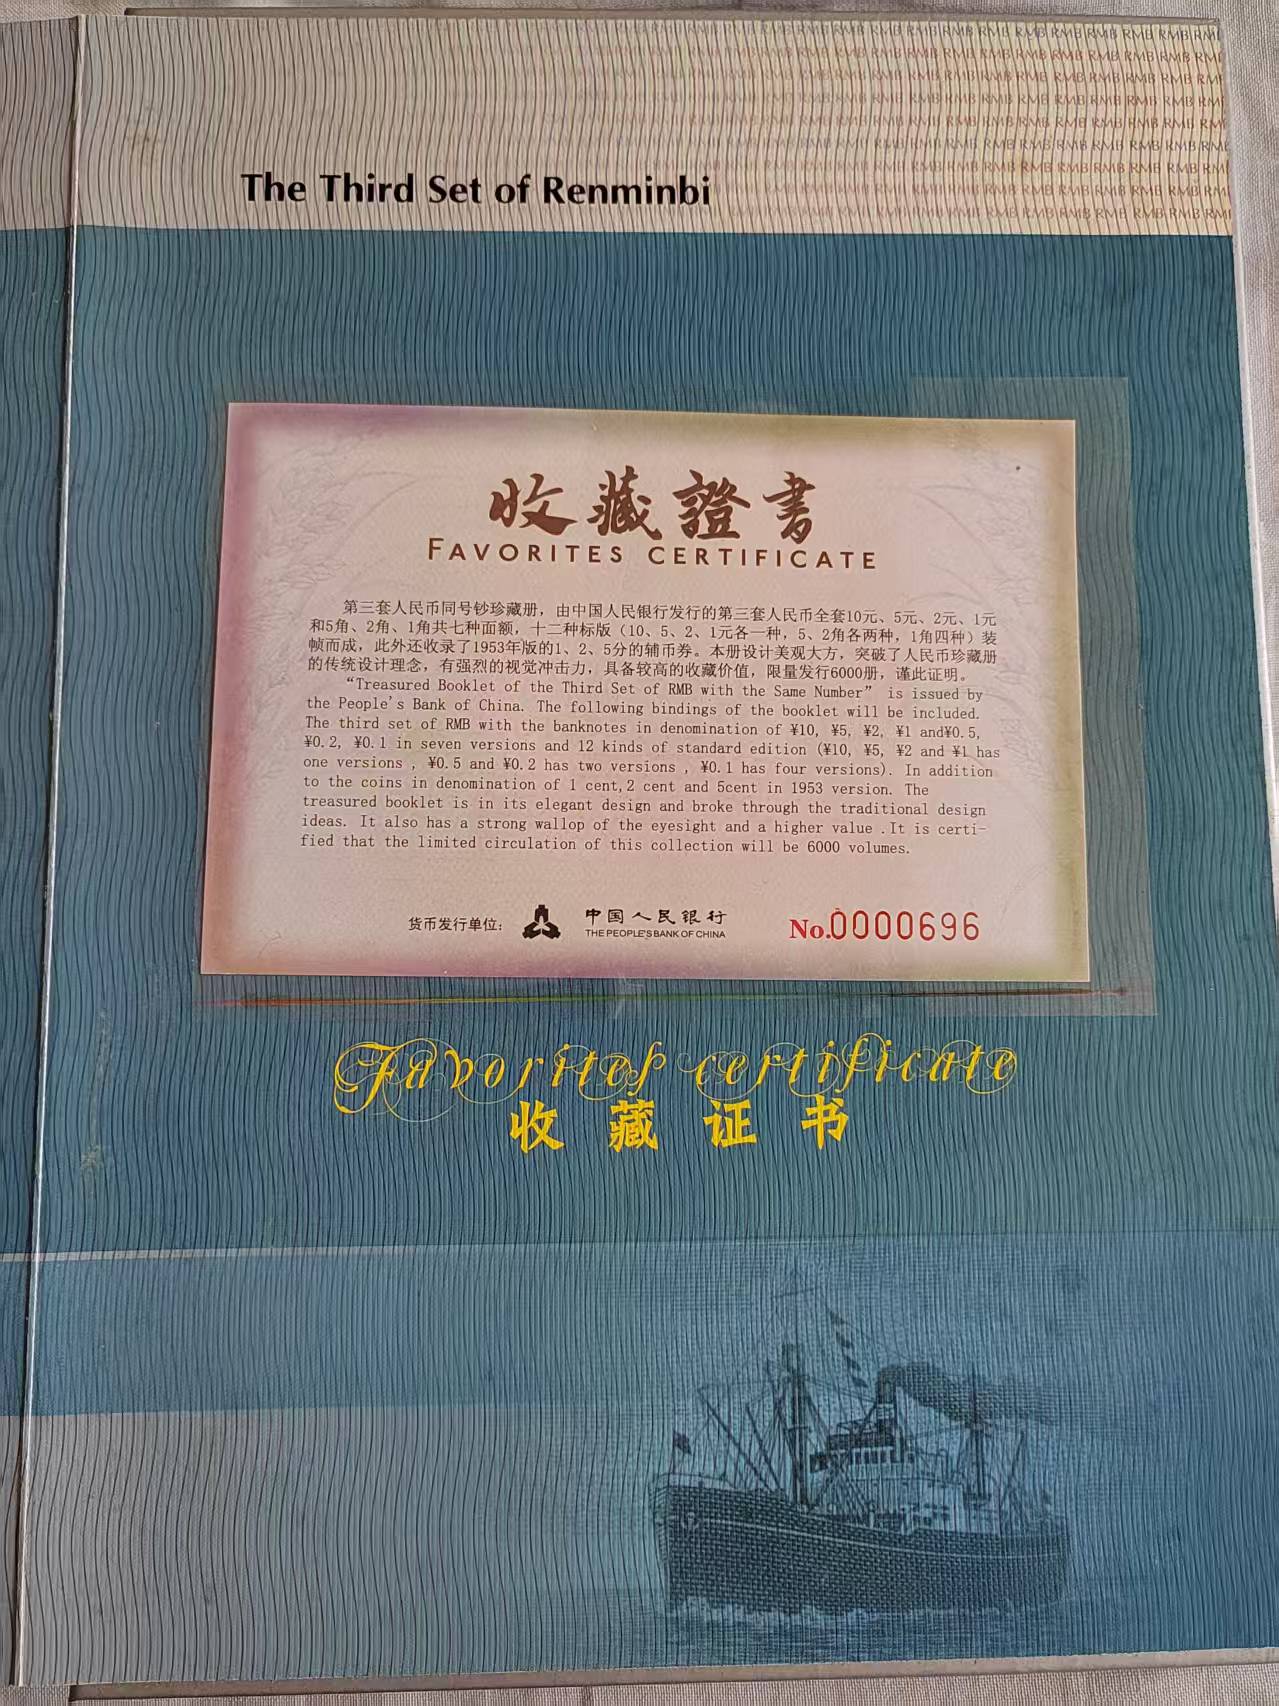 RMB RMB RMB RMB RMB RMB RMB RMB
The Third Set of Renminbi
收藏證書
FAVORITES CERTIFICATE
第三套人民币同号钞珍藏册，由中国人民银行发行的第三套人民币全套10元、5元、2元、1元
和5角、2角、1角共七种面额，十二种标版（10、5、2、1元各一种，5、2角各两种，1角四种）装
帧而成，此外还收录了1953年版的1、2、5分的辅币券。本册设计美观大方，突破了人民币珍藏册
的传统设计理念，有强烈的视觉冲击力，具备较高的收藏价值，限量发行6000册，谨此证明。
“Treasured Booklet of the Third Set of RMB with the Same Number” is issued by
the People's Bank of China. The following bindings of the booklet will be included.
The third set of RMB with the banknotes in denomination of ¥10, ¥5, ¥2, ¥1 and¥0.5,
¥0.2, ¥0.1 in seven versions and 12 kinds of standard edition (¥10, ¥5, ¥2 and ¥1 has
one versions , ¥0.5 and ¥0.2 has two versions , ¥0.1 has four versions). In addition
to the coins in denomination of 1 cent,2 cent and 5cent in 1953 version. The
treasured booklet is in its elegant design and broke through the traditional design
ideas. It also has a strong wallop of the eyesight and a higher value .It is certi-
fied that the limited circulation of this collection will be 6000 volumes.
货币发行单位: 中国人民银行
THE PEOPLE'S BANK OF CHINA
No.0000696
Favorites certificate
收藏证书